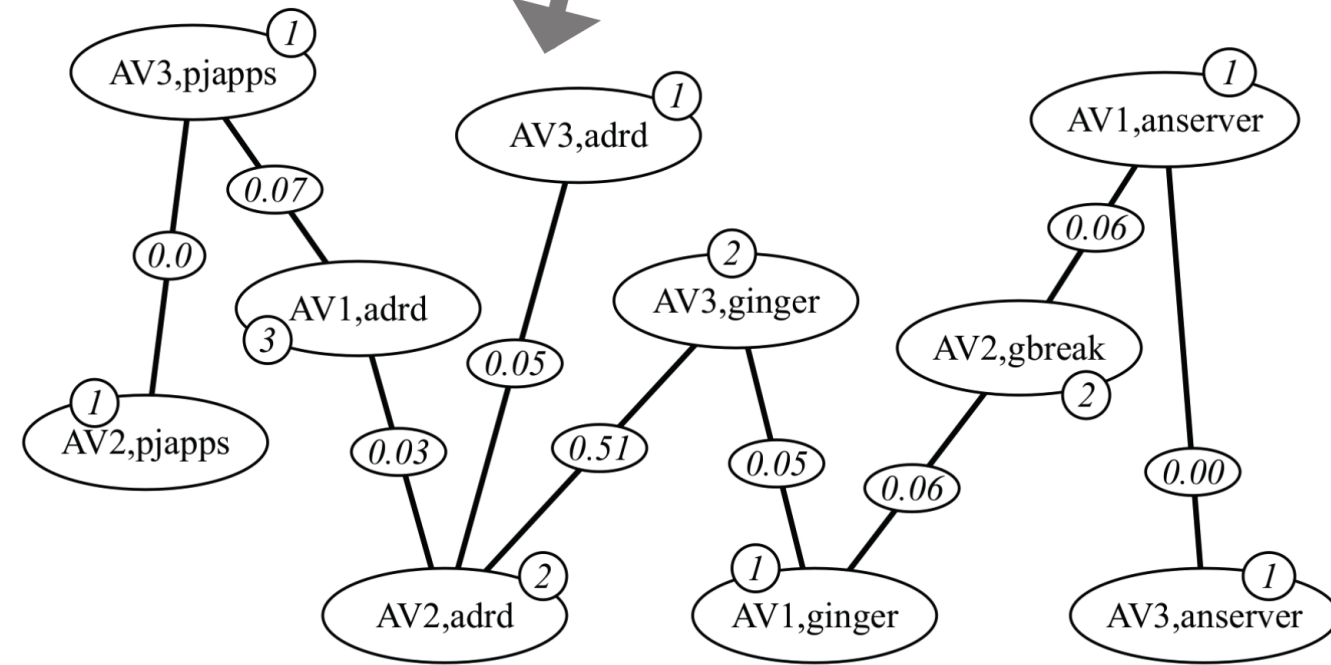 1
AV3,pjapps
1
AV3,adrd
1
AV1,anserver
0.07
0.06
0.0
2
AV3,ginger
AV1,adrd
3
AV2,gbreak
2
0.05
1
AV2,pjapps
0.03
0.51
0.05
0.06
0.00
2
AV2,adrd
1
AV1,ginger
1
AV3,anserver